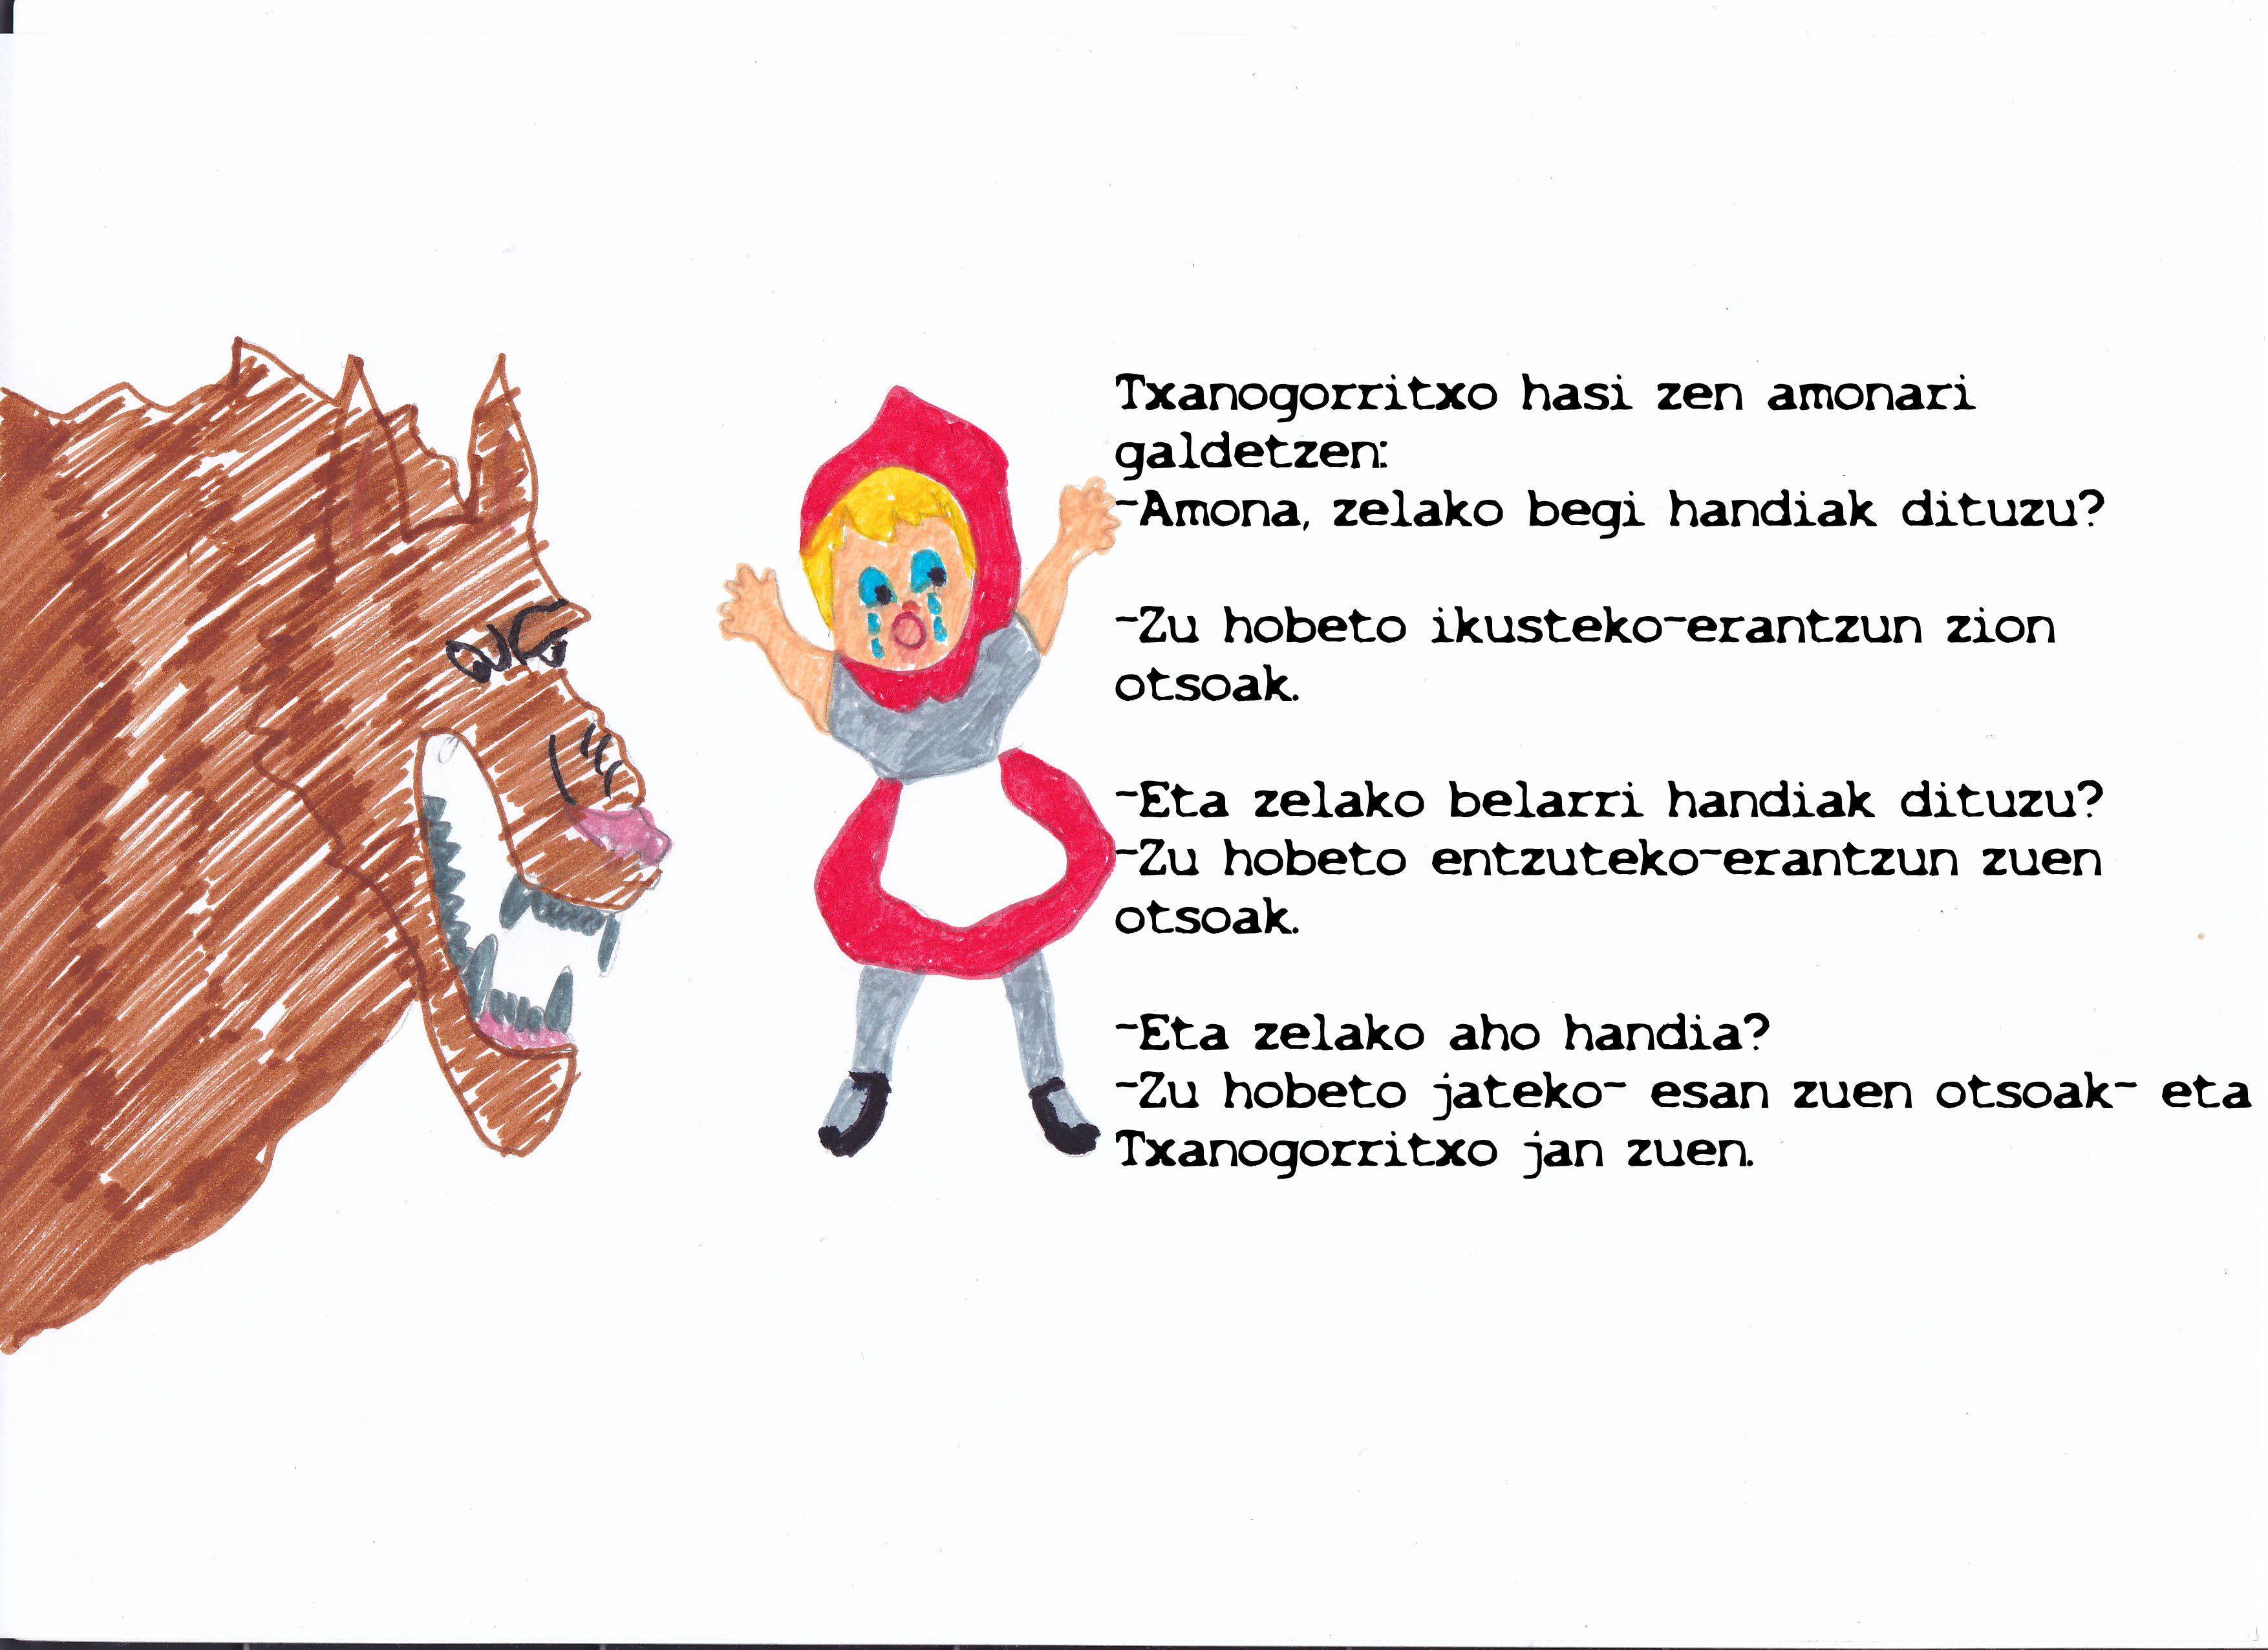 Txanogorritxo hasi zen amonari
galdetzen:
-Amona, zelako begi handiak dituzu?
-Zu hobeto ikusteko-erantzun zion
otsoak.
-Eta zelako belarri handiak dituzu?
-Zu hobeto entzuteko-erantzun zuen
otsoak.
-Eta zelako aho handia?
-Zu hobeto jateko- esan zuen otsoak- eta
Txanogorritxo jan zuen.